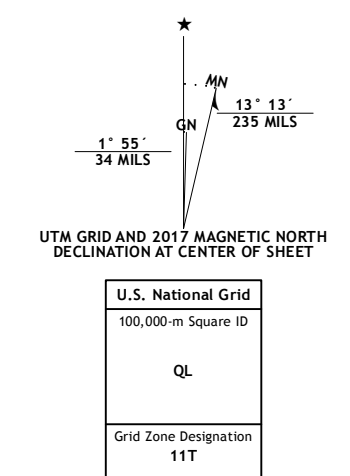 ★
MN
GN
13° 13´
235 MILS
1° 55´
34 MILS
UTM GRID AND 2017 MAGNETIC NORTH
DECLINATION AT CENTER OF SHEET
U.S. National Grid
100,000-m Square ID
QL
Grid Zone Designation
11T